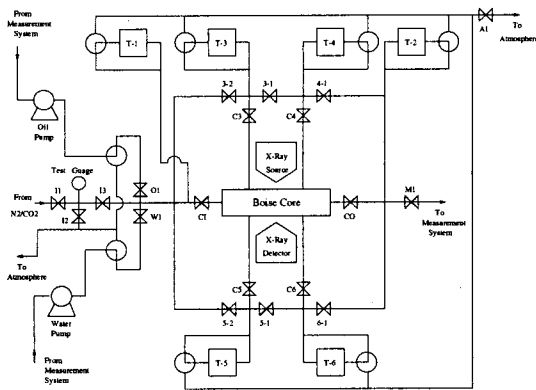 From
Measurement
System
T-1
T-3
T-4
T-2
A1
To
Atmosphere
3-2
3-1
4-1
Oil
Pump
C3
C4
Test Guage
X-Ray
Source
From
N2/CO2
I1
I3
O1
I2
W1
CI
Boise Core
CO
M1
To
Measurement
System
To
Atmosphere
X-Ray
Detector
C5
C6
Water
Pump
5-2
5-1
6-1
From
Measurement
System
T-5
T-6